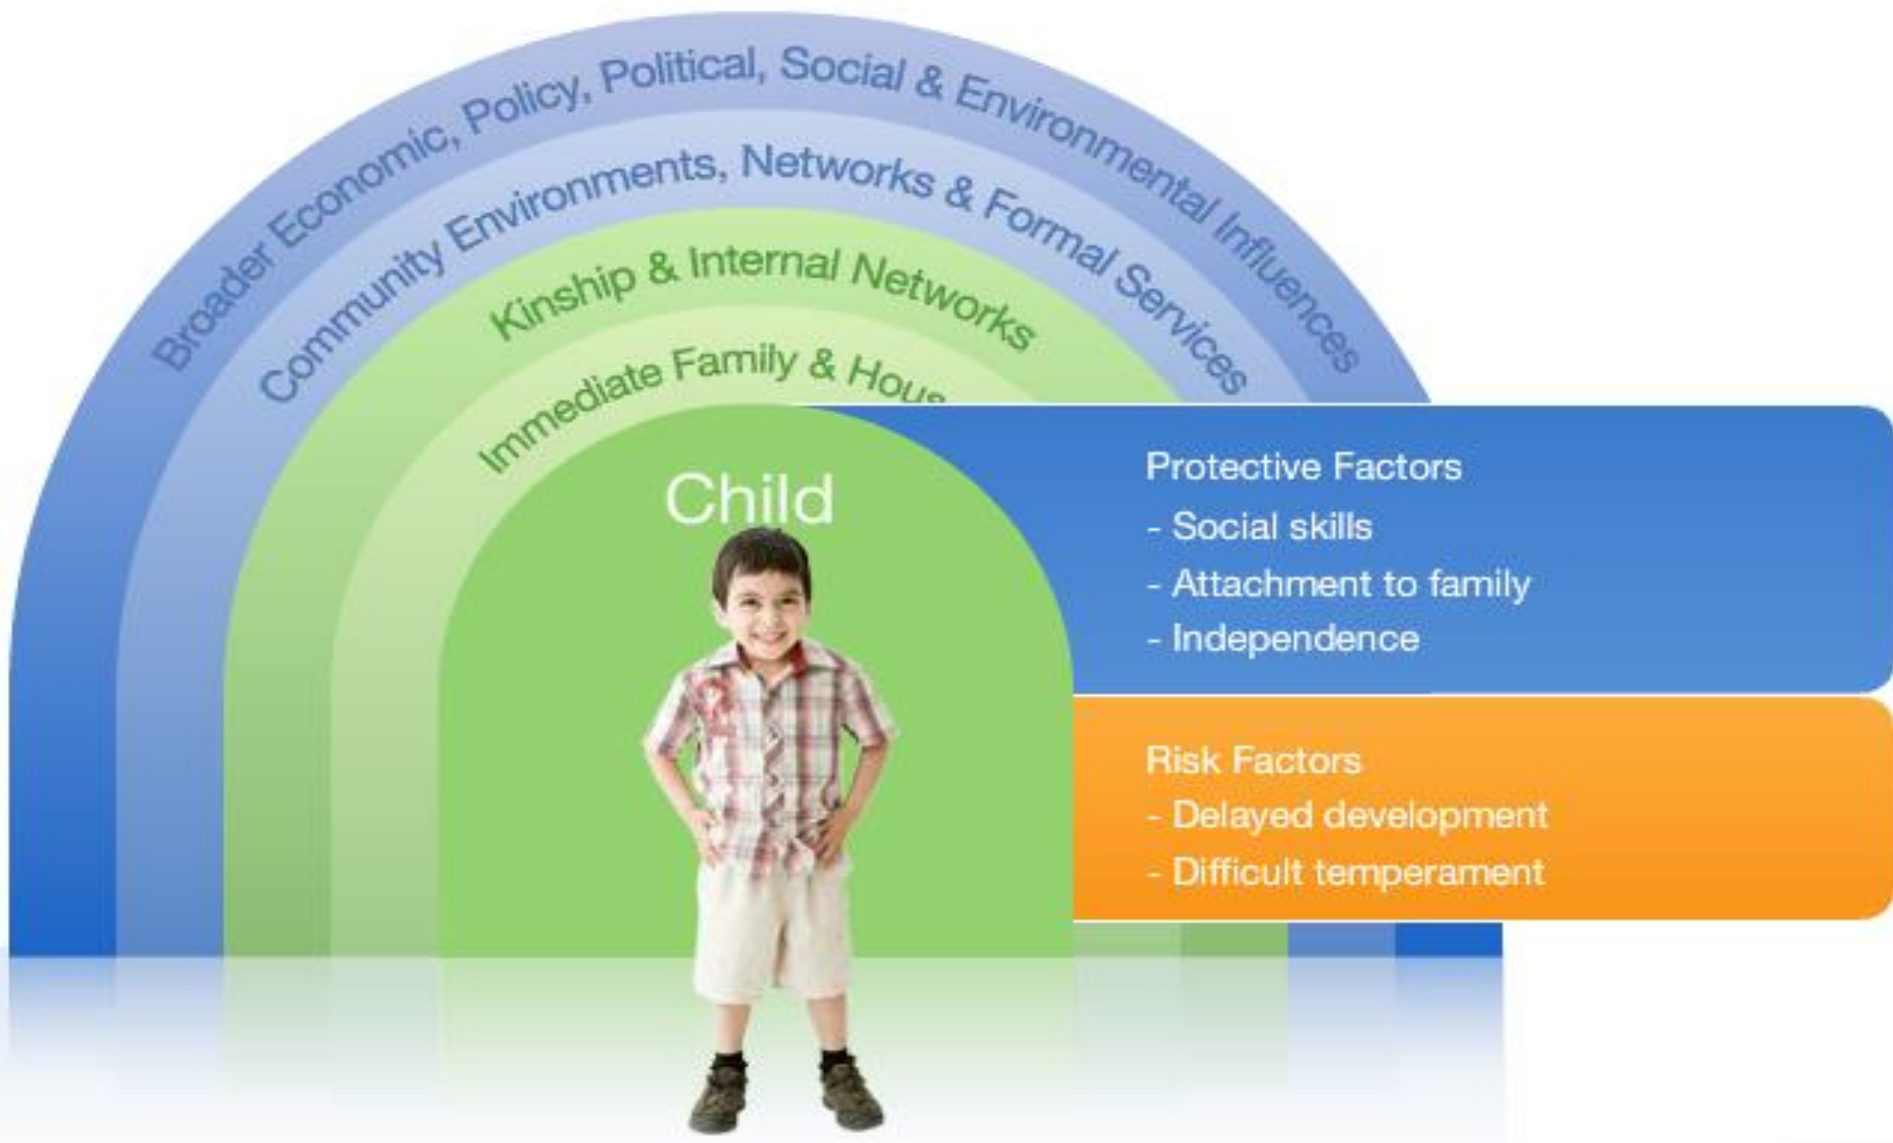 Broader Economic, Policy, Political, Social & Environmental Influences
Community Environments, Networks & Formal Services
Kinship & Internal Networks
Immediate Family &
Child
Protective Factors
- Social skills
- Attachment to family
- Independence
Risk Factors
- Delayed development
- Difficult temperament